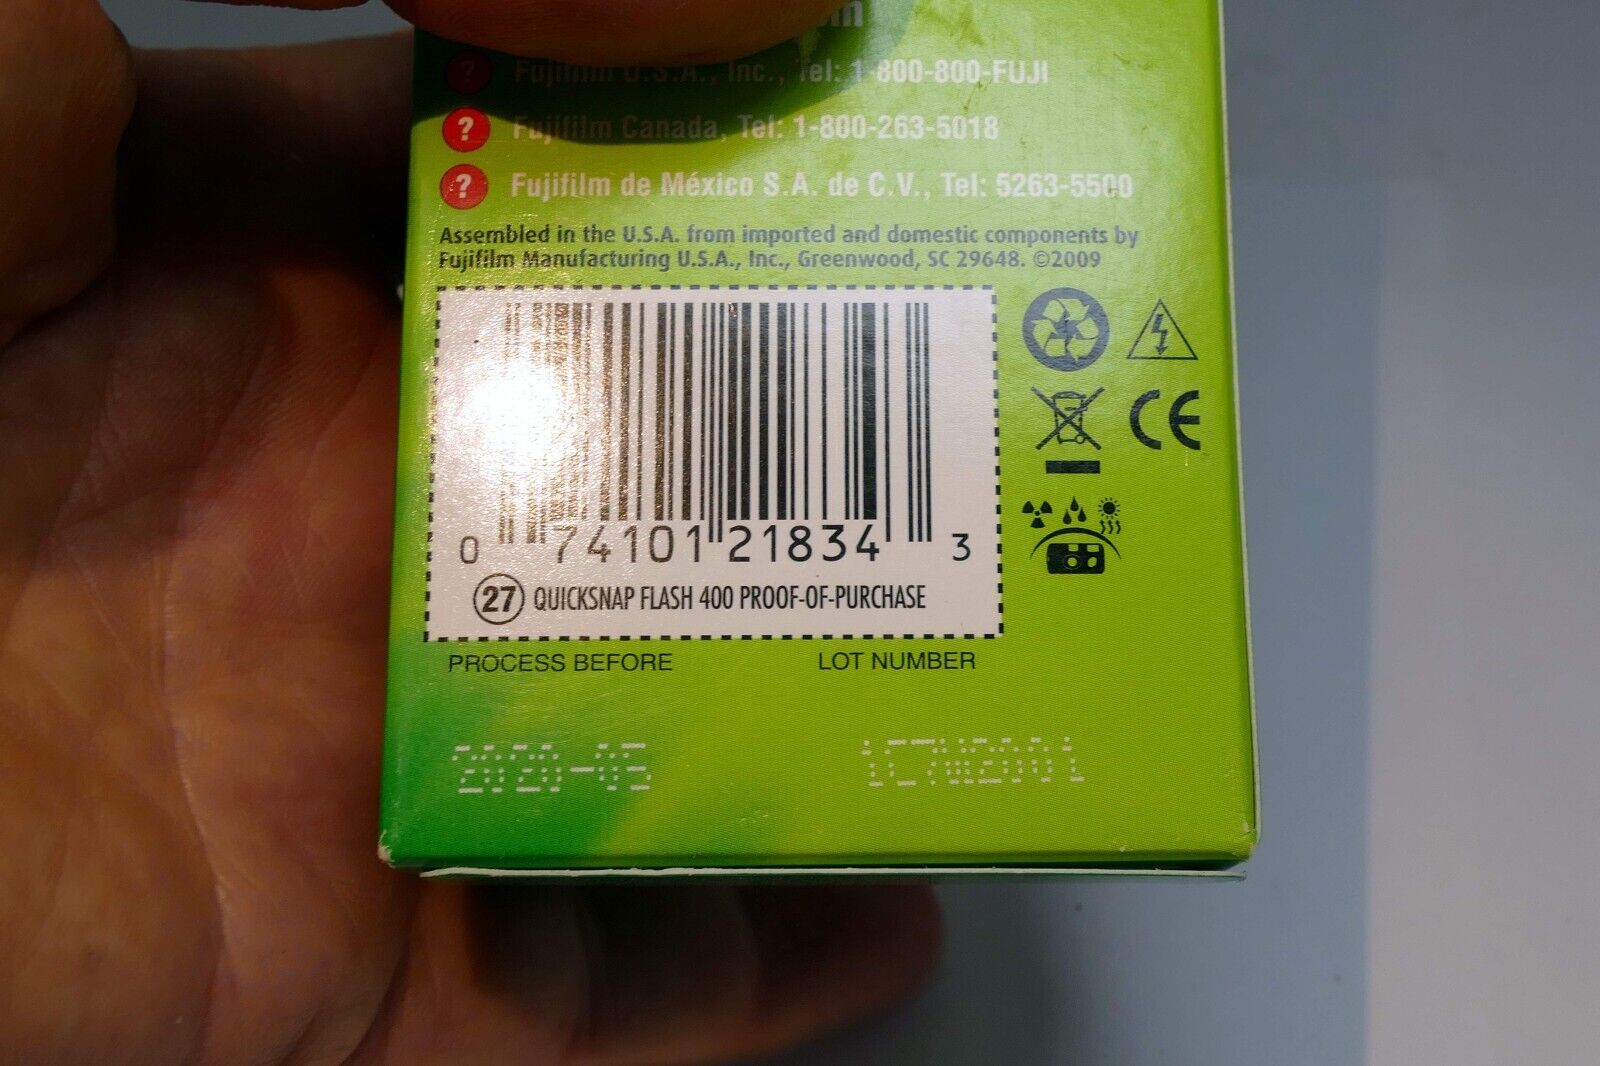 ? Fujifilm U.S.A., Inc., Tel: 1-800-800-FUJI
? Fujifilm Canada, Tel: 1-800-263-5018
? Fujifilm de México S.A. de C.V., Tel: 5263-5500
Assembled in the U.S.A. from imported and domestic components by
Fujifilm Manufacturing U.S.A., Inc., Greenwood, SC 29648. ©2009
0 74101 21834 3
27 QUICKSNAP FLASH 400 PROOF-OF-PURCHASE
PROCESS BEFORE LOT NUMBER
2020-05 1C7W2001
CE